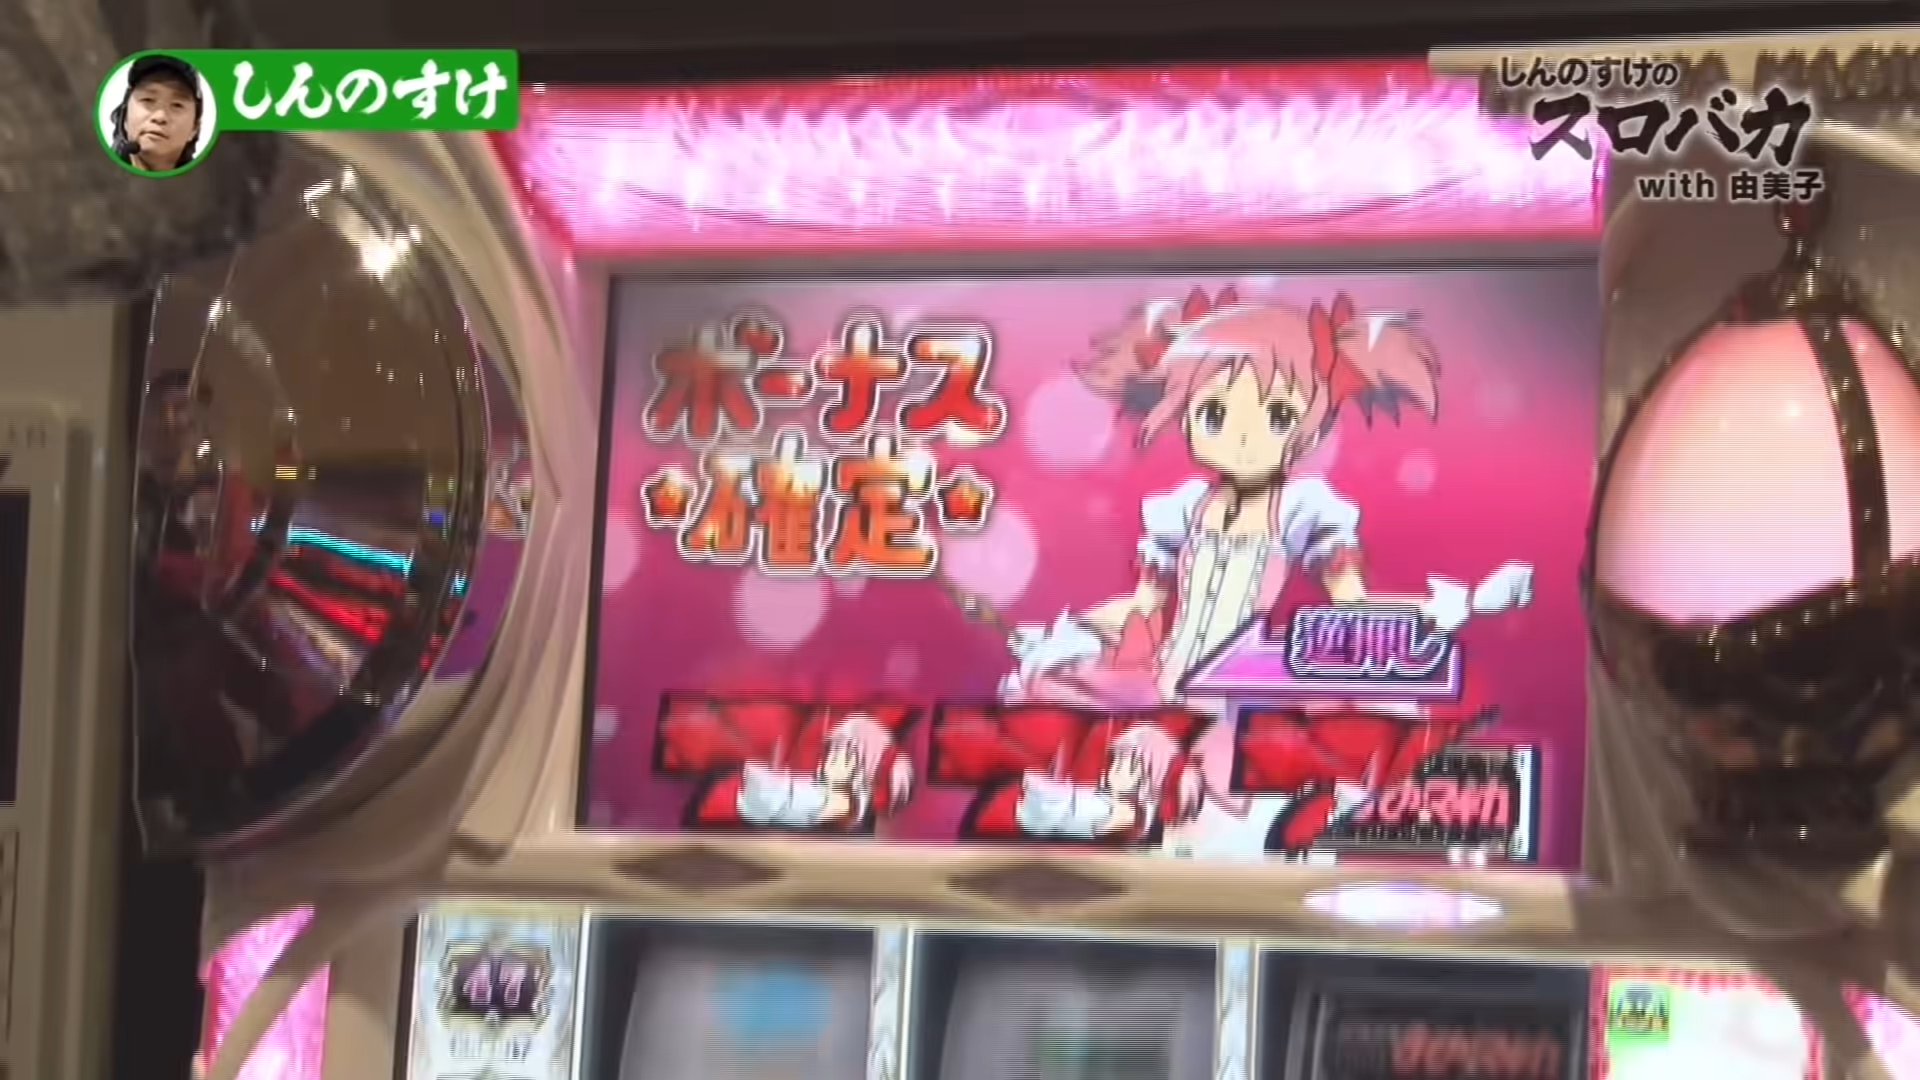 しんのすけ
しんのすけの
スロバカ
with 由美子
ボーナス
確定
逆押し